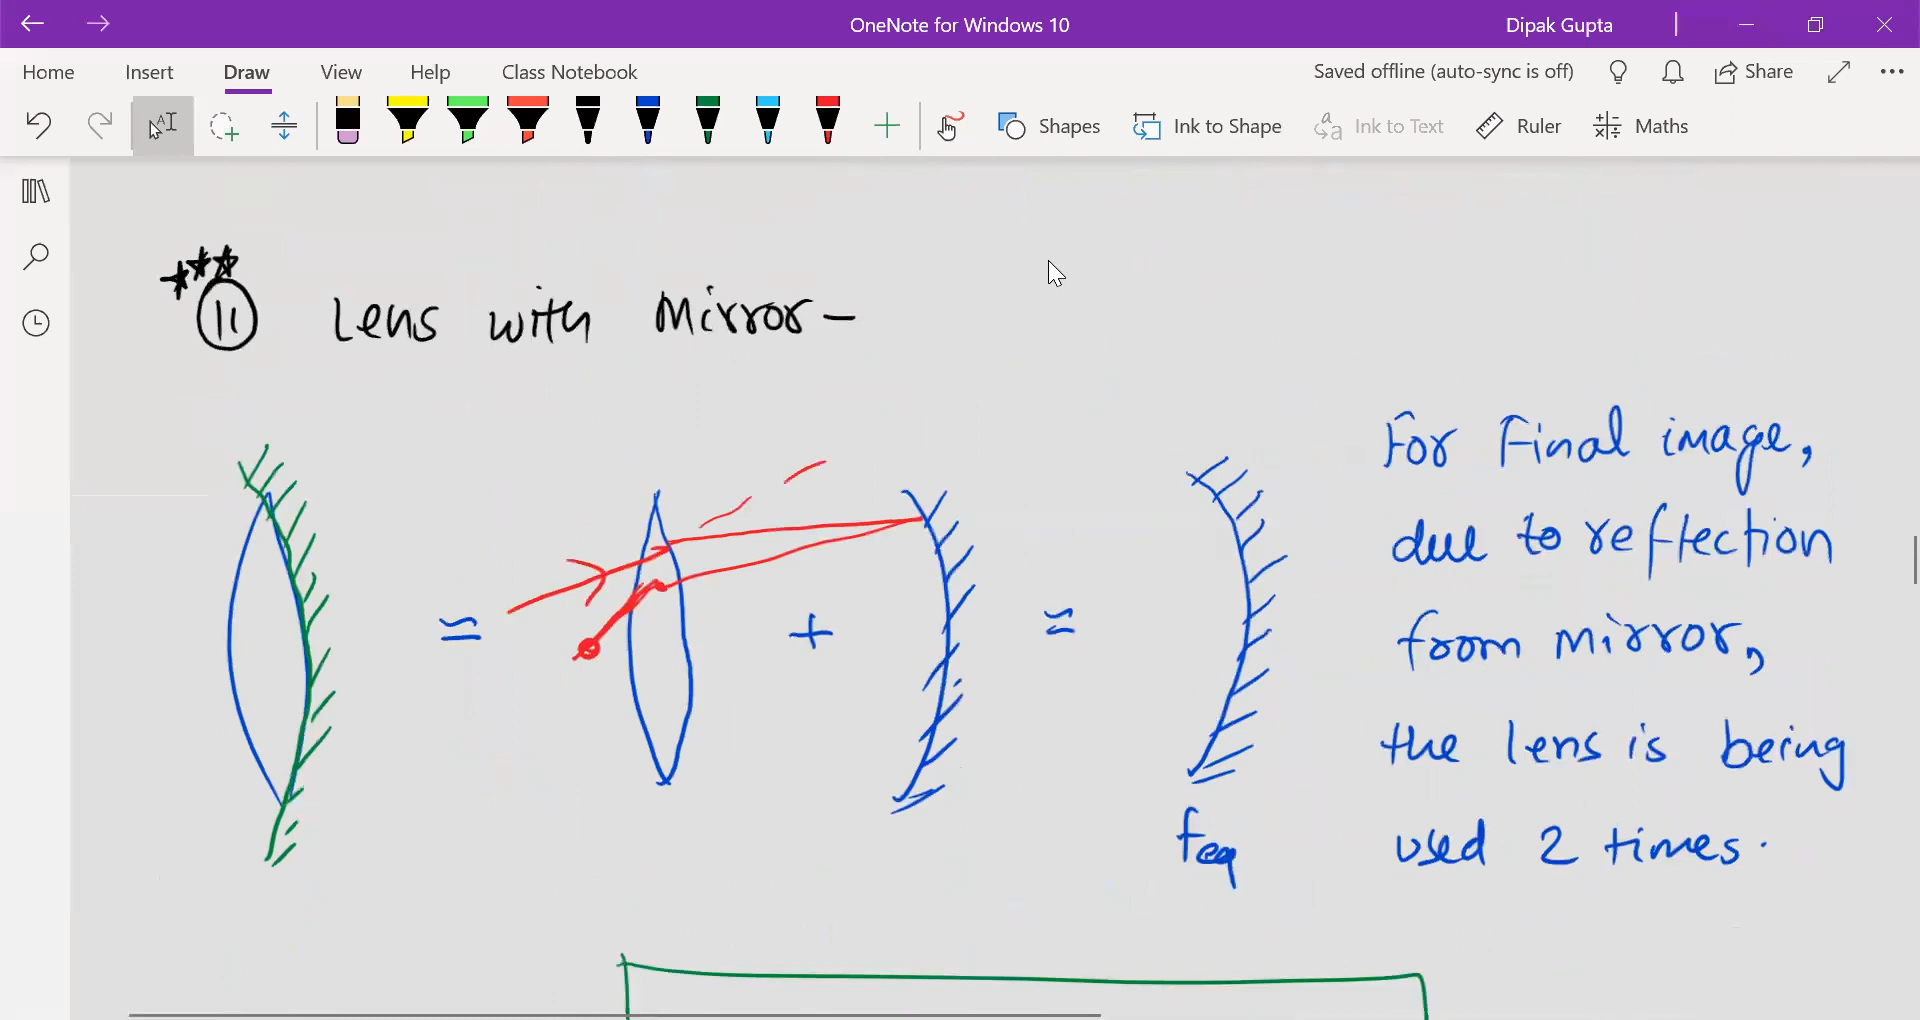 OneNote for Windows 10
Dipak Gupta
Home Insert Draw View Help Class Notebook
Saved offline (auto-sync is off) Share
Shapes Ink to Shape Ink to Text Ruler Maths
*** 11 Lens with Mirror -
≈ + ≈
feq
For Final image,
due to reflection
from mirror,
the lens is being
used 2 times.